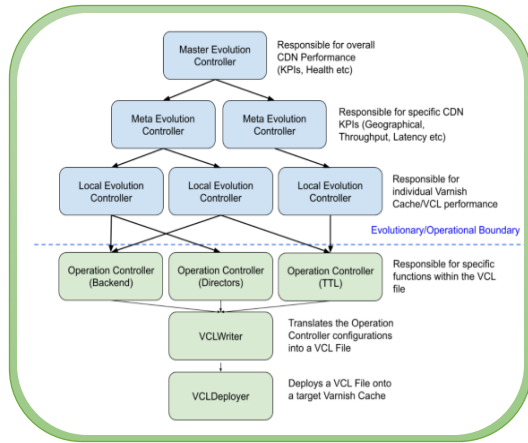 Master Evolution
Controller
Responsible for overall
CDN Performance
(KPIs, Health etc)
Meta Evolution
Controller
Meta Evolution
Controller
Responsible for specific CDN
KPIs (Geographical,
Throughput, Latency etc)
Local Evolution
Controller
Local Evolution
Controller
Local Evolution
Controller
Responsible for
individual Varnish
Cache/VCL performance
Evolutionary/Operational Boundary
Operation Controller
(Backend)
Operation Controller
(Directors)
Operation Controller
(TTL)
Responsible for specific
functions within the VCL
file
VCLWriter
Translates the Operation
Controller configurations
into a VCL File
VCLDeployer
Deploys a VCL File onto
a target Varnish Cache